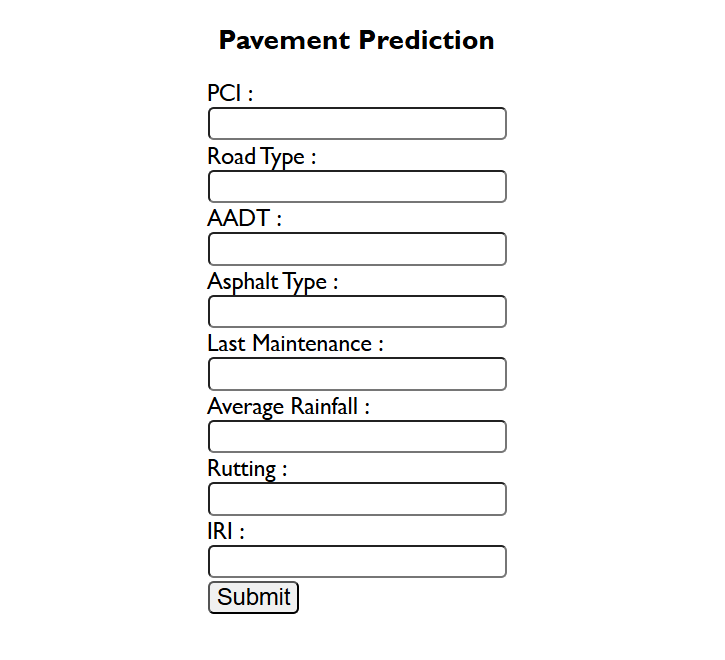 Pavement Prediction
PCI :
Road Type :
AADT :
Asphalt Type :
Last Maintenance :
Average Rainfall :
Rutting :
IRI :
Submit